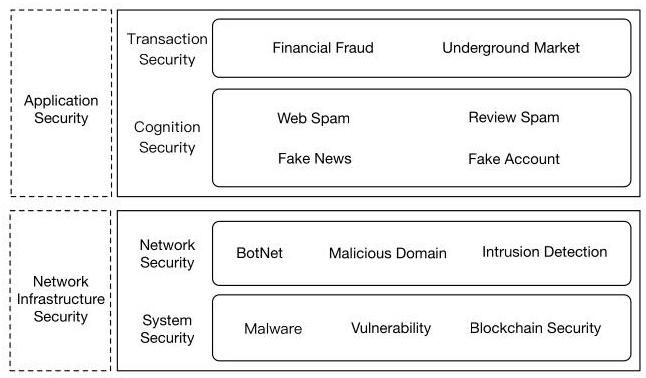 Transaction
Security
Financial Fraud
Underground Market
Application
Security
Cognition
Security
Web Spam
Review Spam
Fake News
Fake Account
Network
Infrastructure
Security
Network
Security
BotNet
Malicious Domain
Intrusion Detection
System
Security
Malware
Vulnerability
Blockchain Security